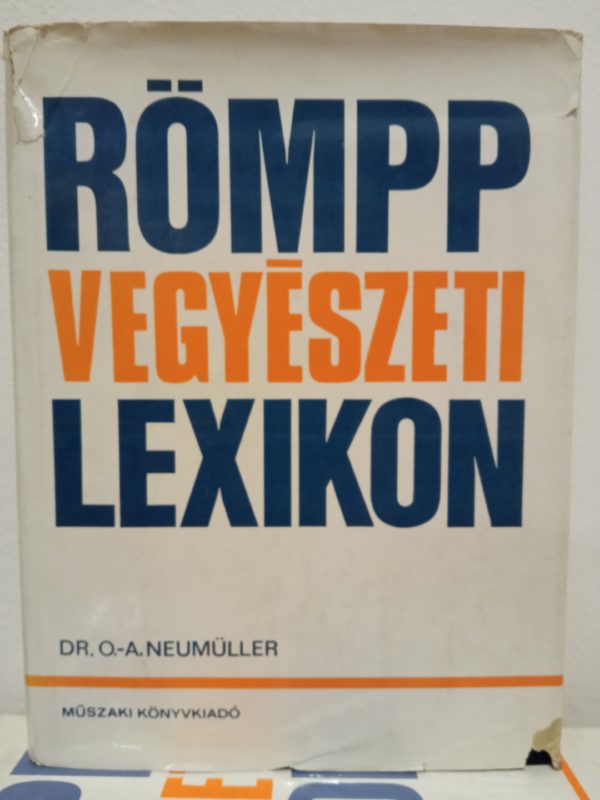 RÖMPP
VEGYÉSZETI
LEXIKON
DR. O.-A. NEUMÜLLER
MŰSZAKI KÖNYVKIADÓ